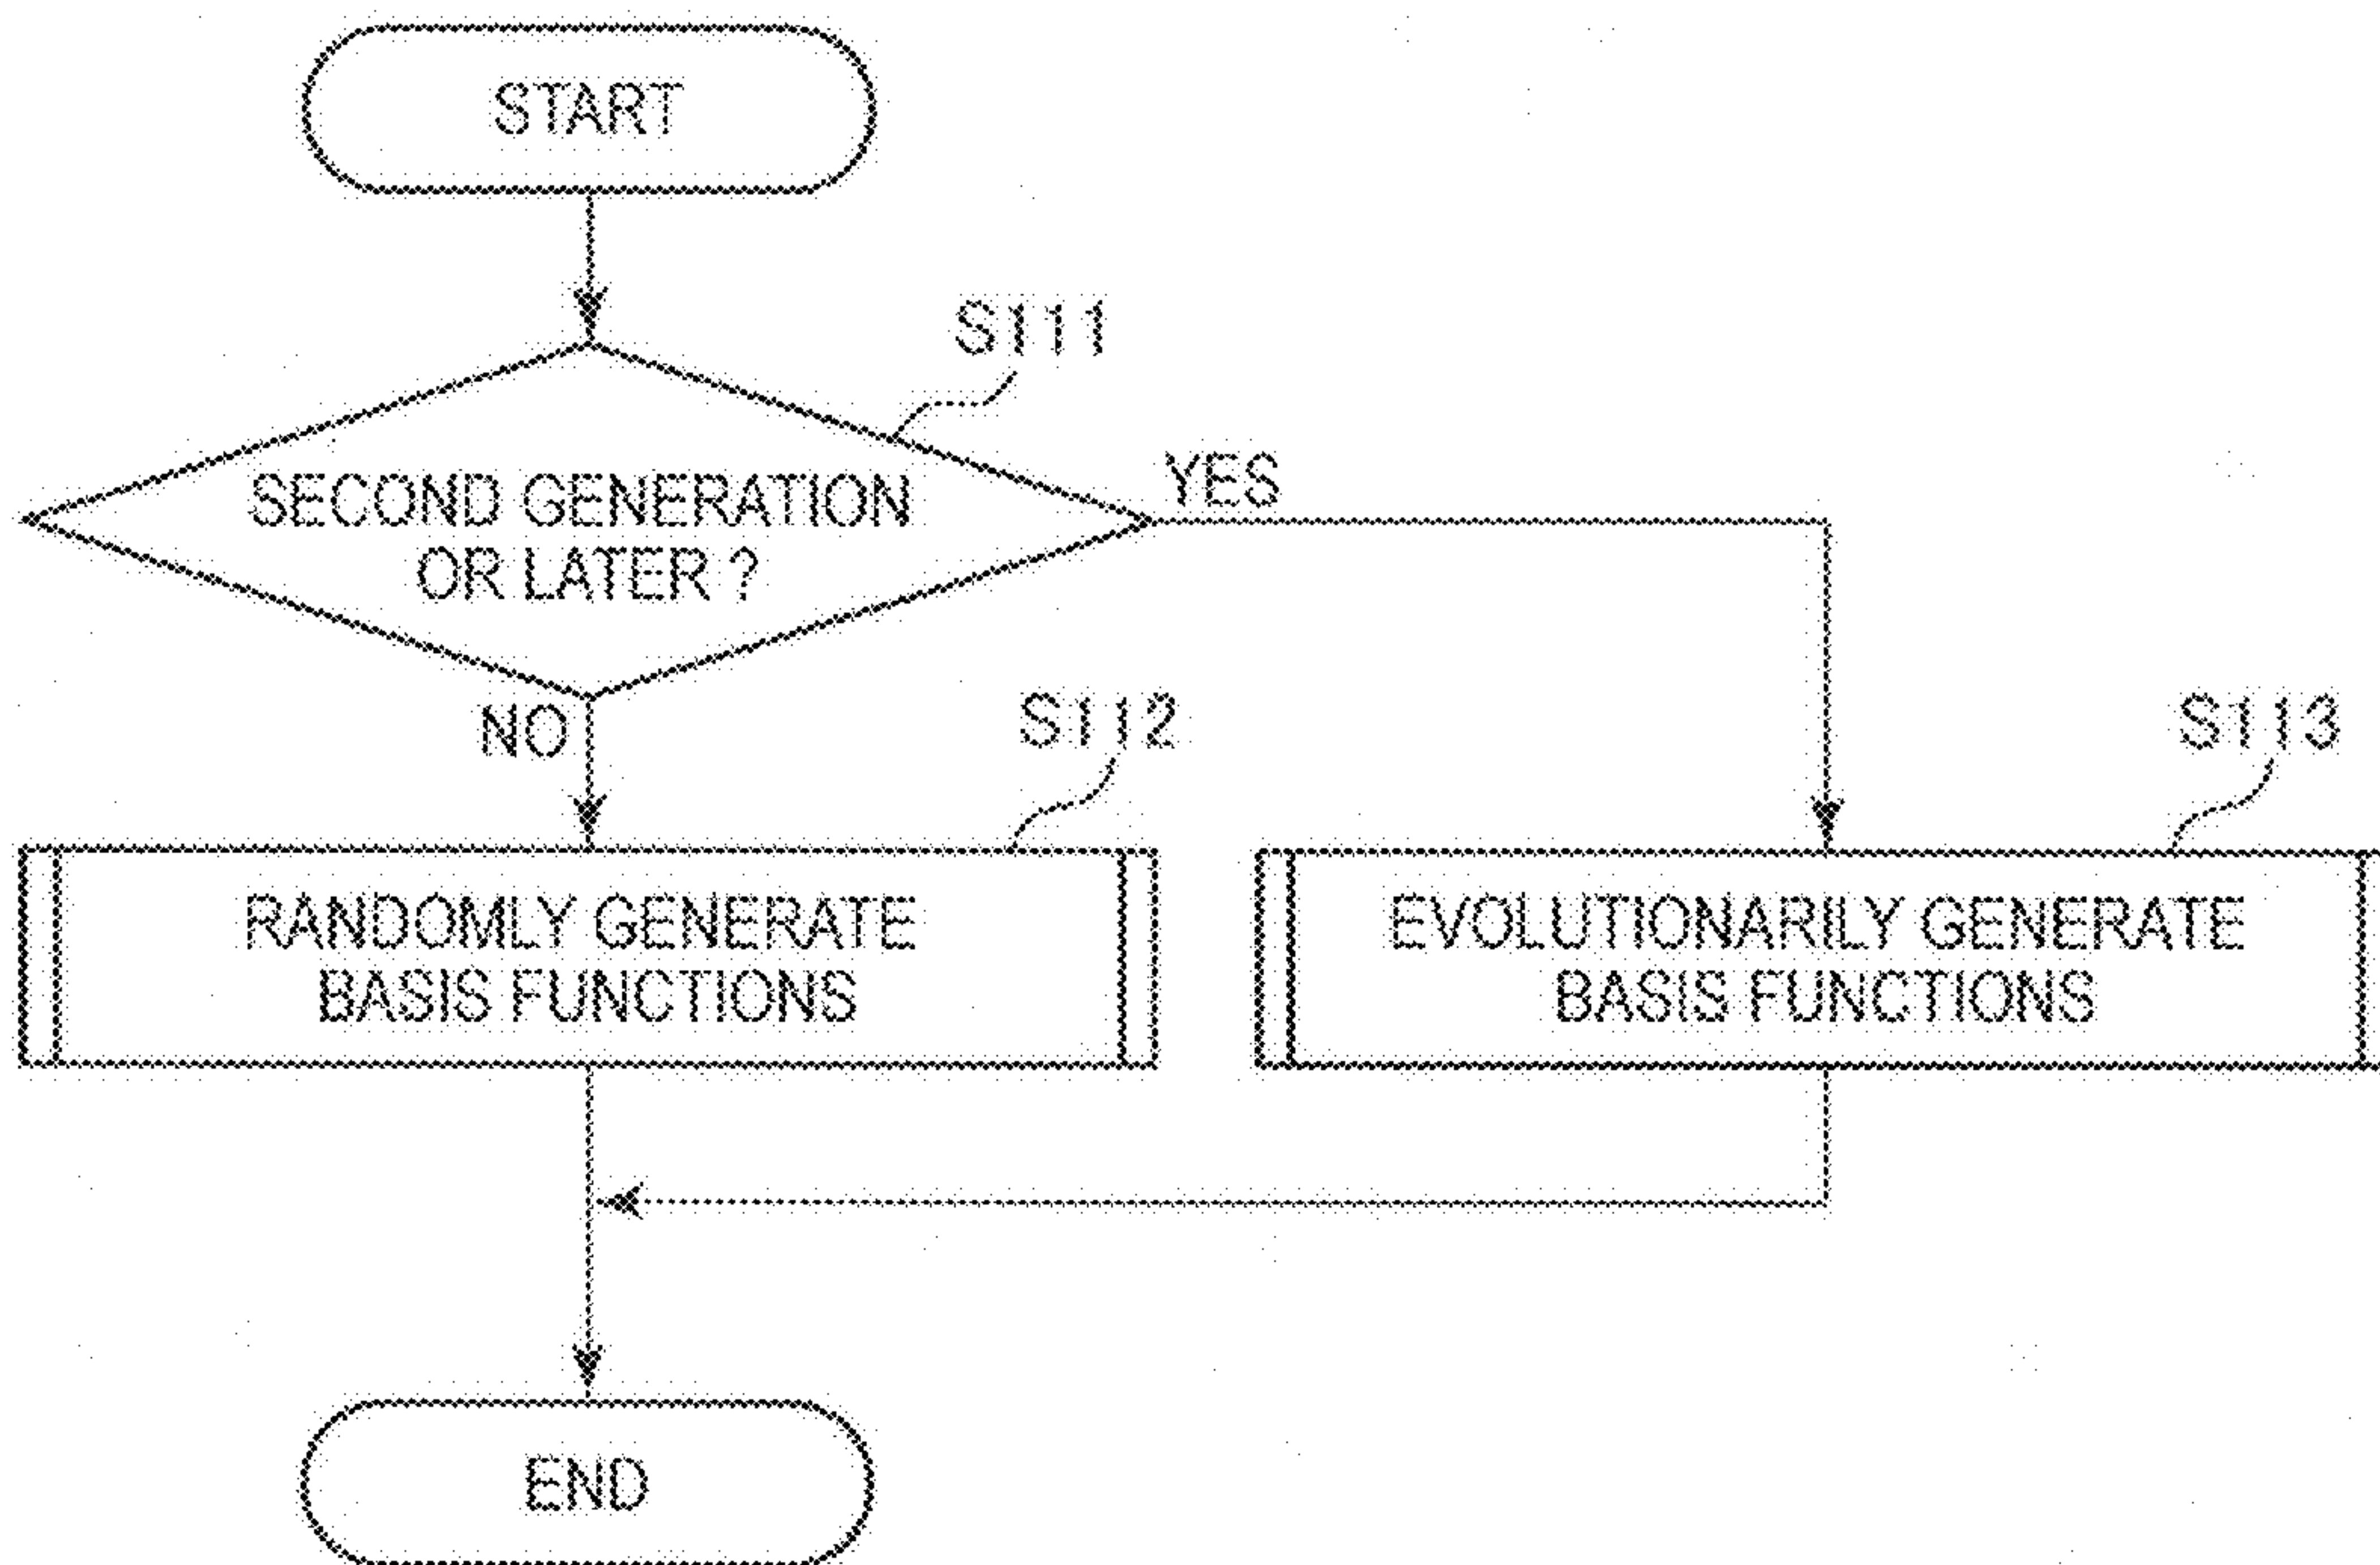 START
S111
SECOND GENERATION
OR LATER ?
YES
NO
S112
S113
RANDOMLY GENERATE
BASIS FUNCTIONS
EVOLUTIONARILY GENERATE
BASIS FUNCTIONS
END